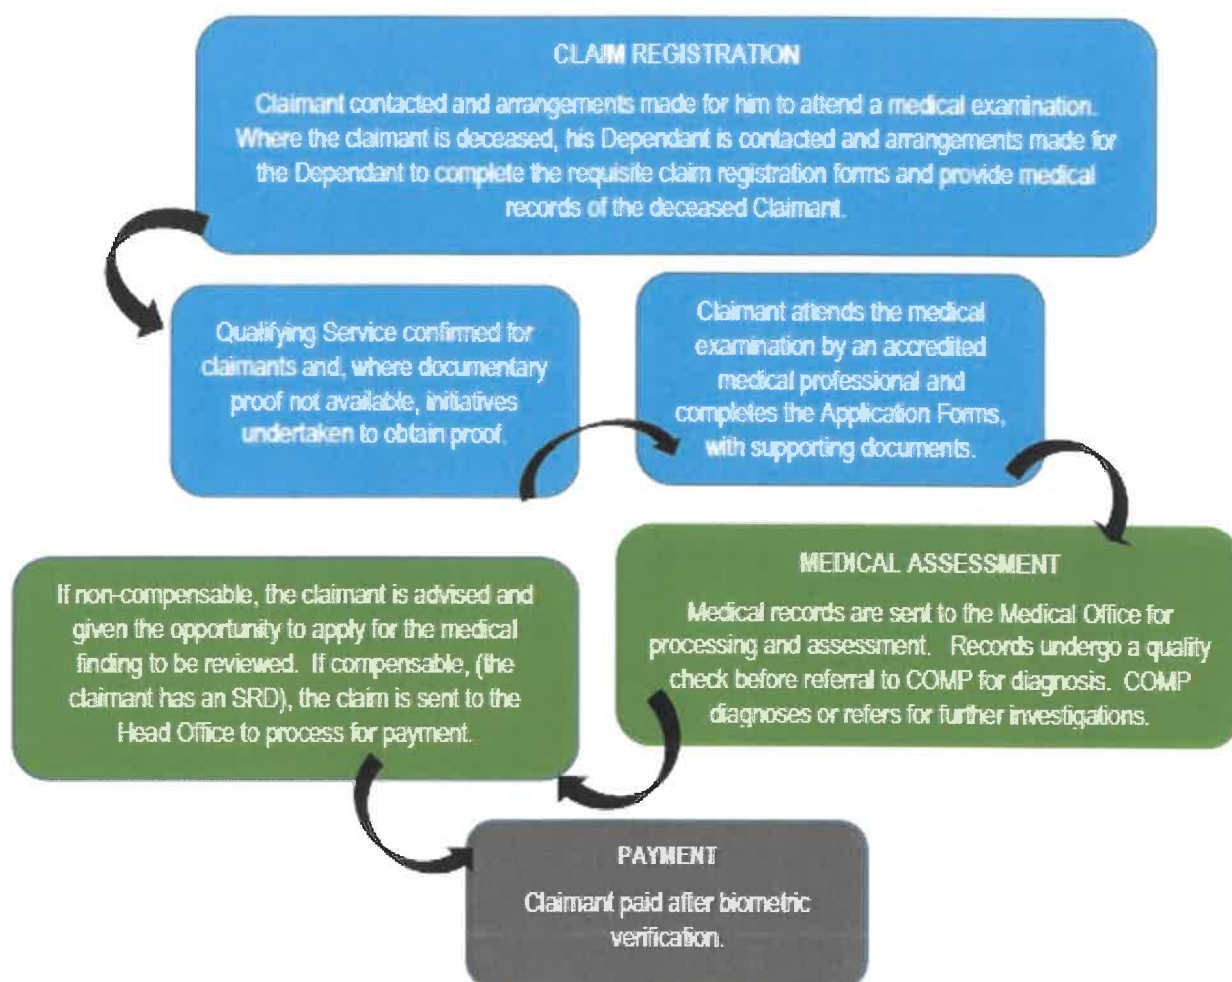 CLAIM REGISTRATION
Claimant contacted and arrangements made for him to attend a medical examination.
Where the claimant is deceased, his Dependant is contacted and arrangements made for
the Dependant to complete the requisite claim registration forms and provide medical
records of the deceased Claimant.
Qualifying Service confirmed for
claimants and, where documentary
proof not available, initiatives
undertaken to obtain proof.
Claimant attends the medical
examination by an accredited
medical professional and
completes the Application Forms,
with supporting documents.
MEDICAL ASSESSMENT
Medical records are sent to the Medical Office for
processing and assessment. Records undergo a quality
check before referral to COMP for diagnosis. COMP
diagnoses or refers for further investigations.
If non-compensable, the claimant is advised and
given the opportunity to apply for the medical
finding to be reviewed. If compensable, (the
claimant has an SRD), the claim is sent to the
Head Office to process for payment.
PAYMENT
Claimant paid after biometric
verification.